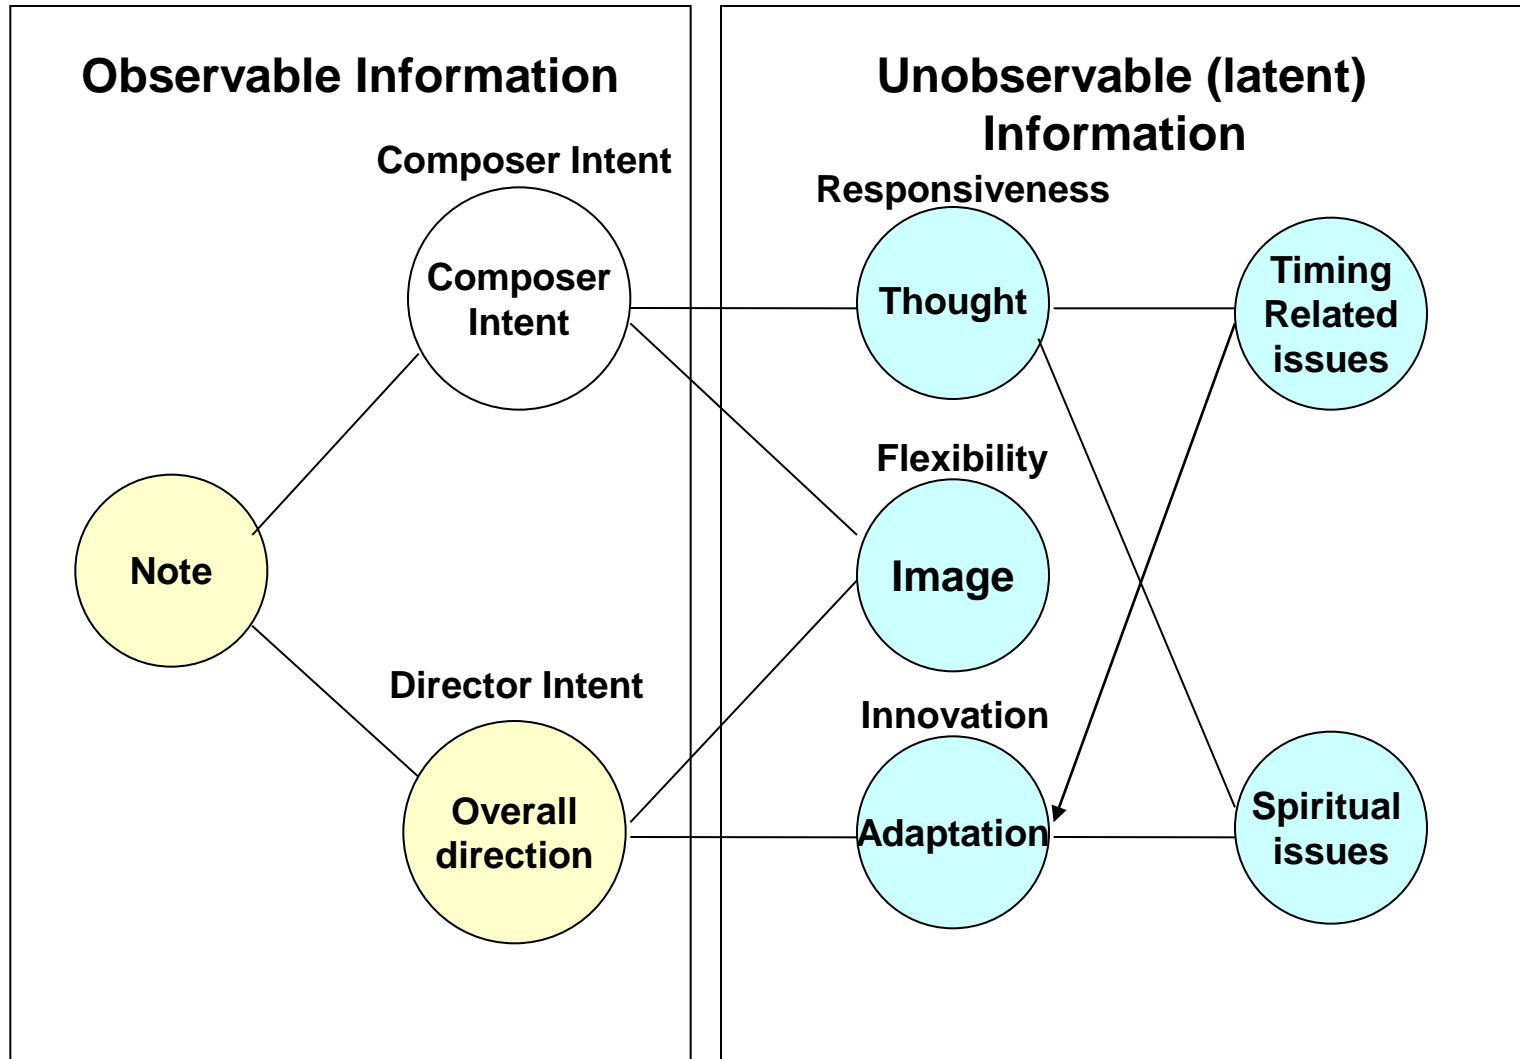 Observable Information
Composer Intent
Composer
Intent
Note
Director Intent
Overall
direction
Unobservable (latent)
Information
Responsiveness
Thought
Timing
Related
issues
Flexibility
Image
Innovation
Adaptation
Spiritual
issues